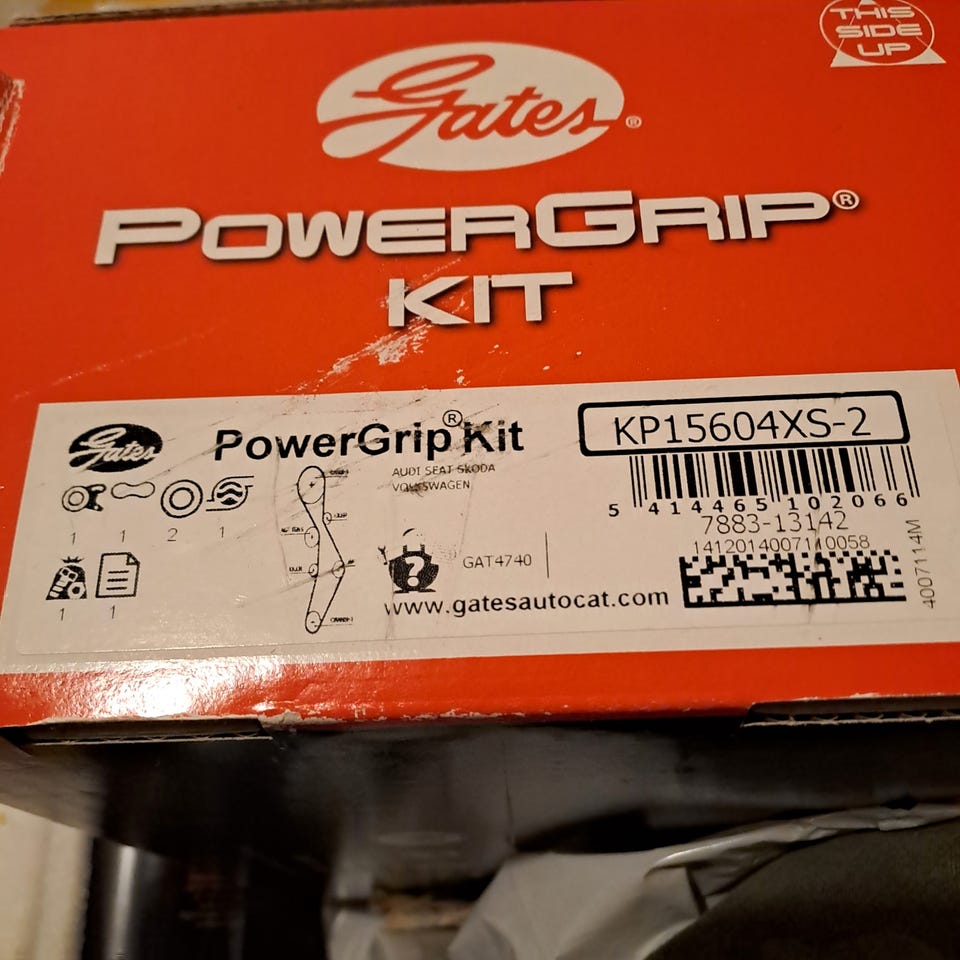 THIS
SIDE
UP
Gates®
POWERGRIP®
KIT
Gates
PowerGrip® Kit
KP15604XS-2
AUDI SEAT SKODA
VOLKSWAGEN
5 414465 102066
7883-13142
1 1 2 1
GAT4740
1 1
www.gatesautocat.com
4007114M